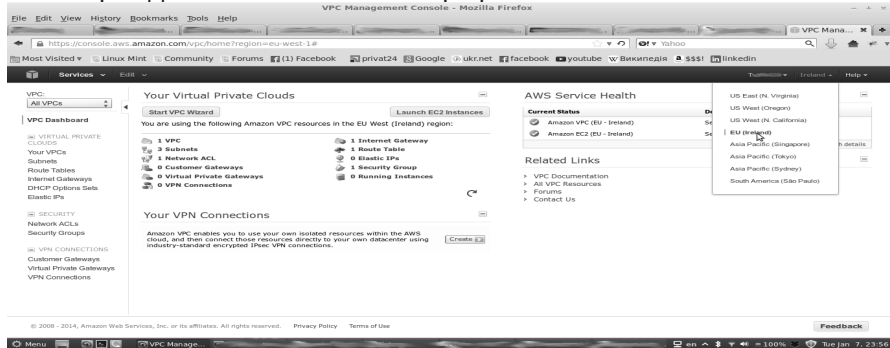 VPC Management Console - Mozilla Firefox
File Edit View History Bookmarks Tools Help
VPC Mana...
https://console.aws.amazon.com/vpc/home?region=eu-west-1#
Yahoo
Most Visited Linux Mint Community Forums (1) Facebook privat24 Google ukr.net facebook youtube Википедія $$$! linkedin
Services Edit
Ireland Help
VPC:
All VPCs
VPC Dashboard
VIRTUAL PRIVATE CLOUDS
Your VPCs
Subnets
Route Tables
Internet Gateways
DHCP Options Sets
Elastic IPs
SECURITY
Network ACLs
Security Groups
VPN CONNECTIONS
Customer Gateways
Virtual Private Gateways
VPN Connections
Your Virtual Private Clouds
Start VPC Wizard
Launch EC2 Instances
You are using the following Amazon VPC resources in the EU West (Ireland) region:
1 VPC
3 Subnets
1 Network ACL
0 Customer Gateways
0 Virtual Private Gateways
0 VPN Connections
1 Internet Gateway
1 Route Table
0 Elastic IPs
1 Security Group
0 Running Instances
Your VPN Connections
Amazon VPC enables you to use your own isolated resources within the AWS
cloud, and then connect those resources directly to your own datacenter using
industry-standard encrypted IPsec VPN connections.
Create
AWS Service Health
Current Status
Amazon VPC (EU - Ireland)
Amazon EC2 (EU - Ireland)
details
Related Links
VPC Documentation
All VPC Resources
Forums
Contact Us
US East (N. Virginia)
US West (Oregon)
US West (N. California)
EU (Ireland)
Asia Pacific (Singapore)
Asia Pacific (Tokyo)
Asia Pacific (Sydney)
South America (São Paulo)
© 2008 - 2014, Amazon Web Services, Inc. or its affiliates. All rights reserved. Privacy Policy Terms of Use
Feedback
Menu VPC Manage... en 100% Tue Jan 7, 23:56